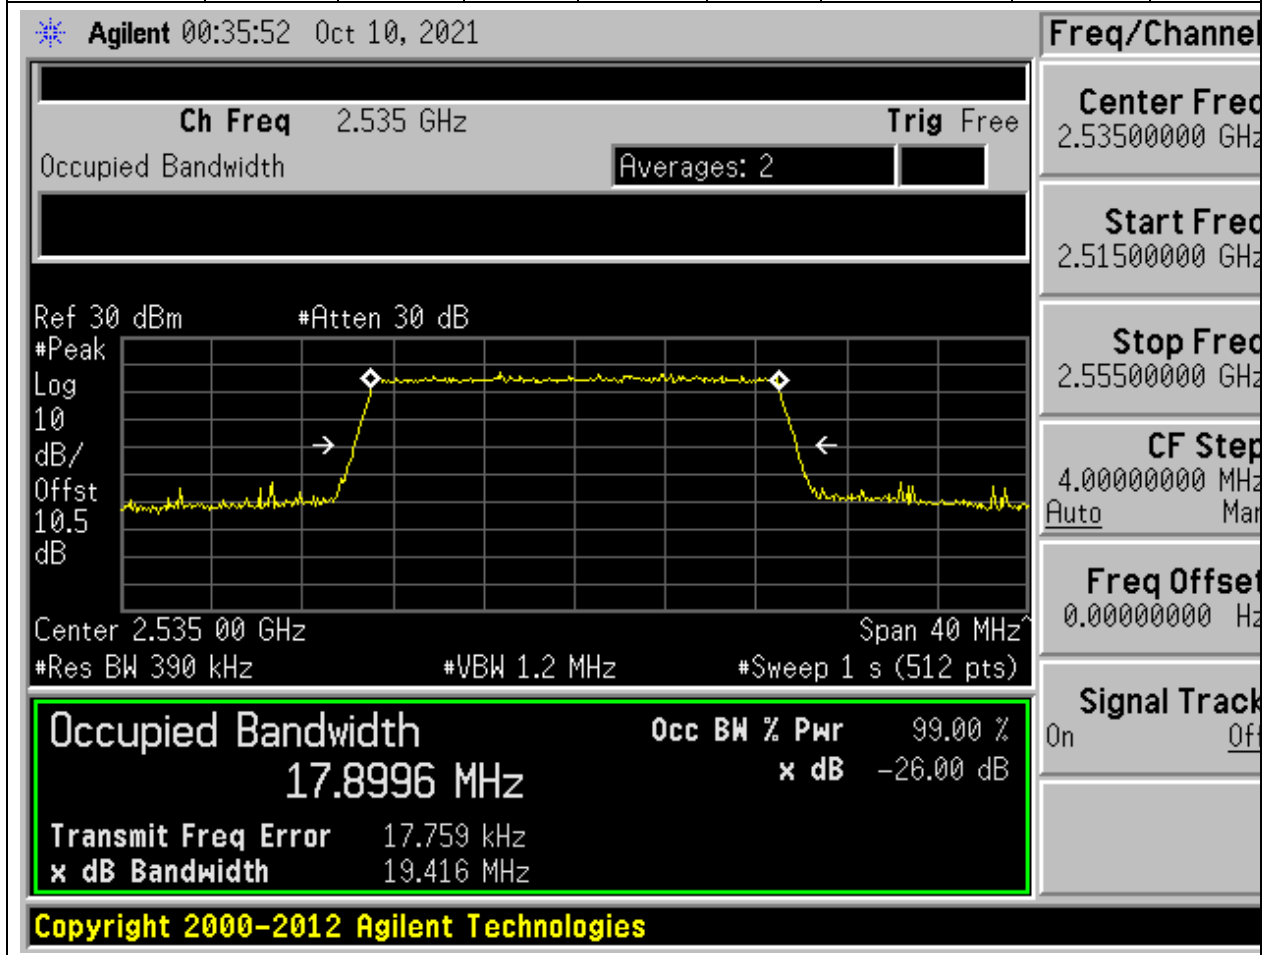 Agilent 00:35:52 Oct 10, 2021
Ch Freq 2.535 GHz Trig Free
Occupied Bandwidth Averages: 2
Ref 30 dBm #Atten 30 dB
#Peak
Log
10
dB/
Offst
10.5
dB
Center 2.535 00 GHz Span 40 MHz^
#Res BW 390 kHz #VBW 1.2 MHz #Sweep 1 s (512 pts)
Occupied Bandwidth Occ BW % Pwr 99.00 %
17.8996 MHz x dB -26.00 dB
Transmit Freq Error 17.759 kHz
x dB Bandwidth 19.416 MHz
Copyright 2000-2012 Agilent Technologies
Freq/Channel
Center Freq
2.53500000 GHz
Start Freq
2.51500000 GHz
Stop Freq
2.55500000 GHz
CF Step
4.00000000 MHz
Auto Man
Freq Offset
0.00000000 Hz
Signal Track
On Off